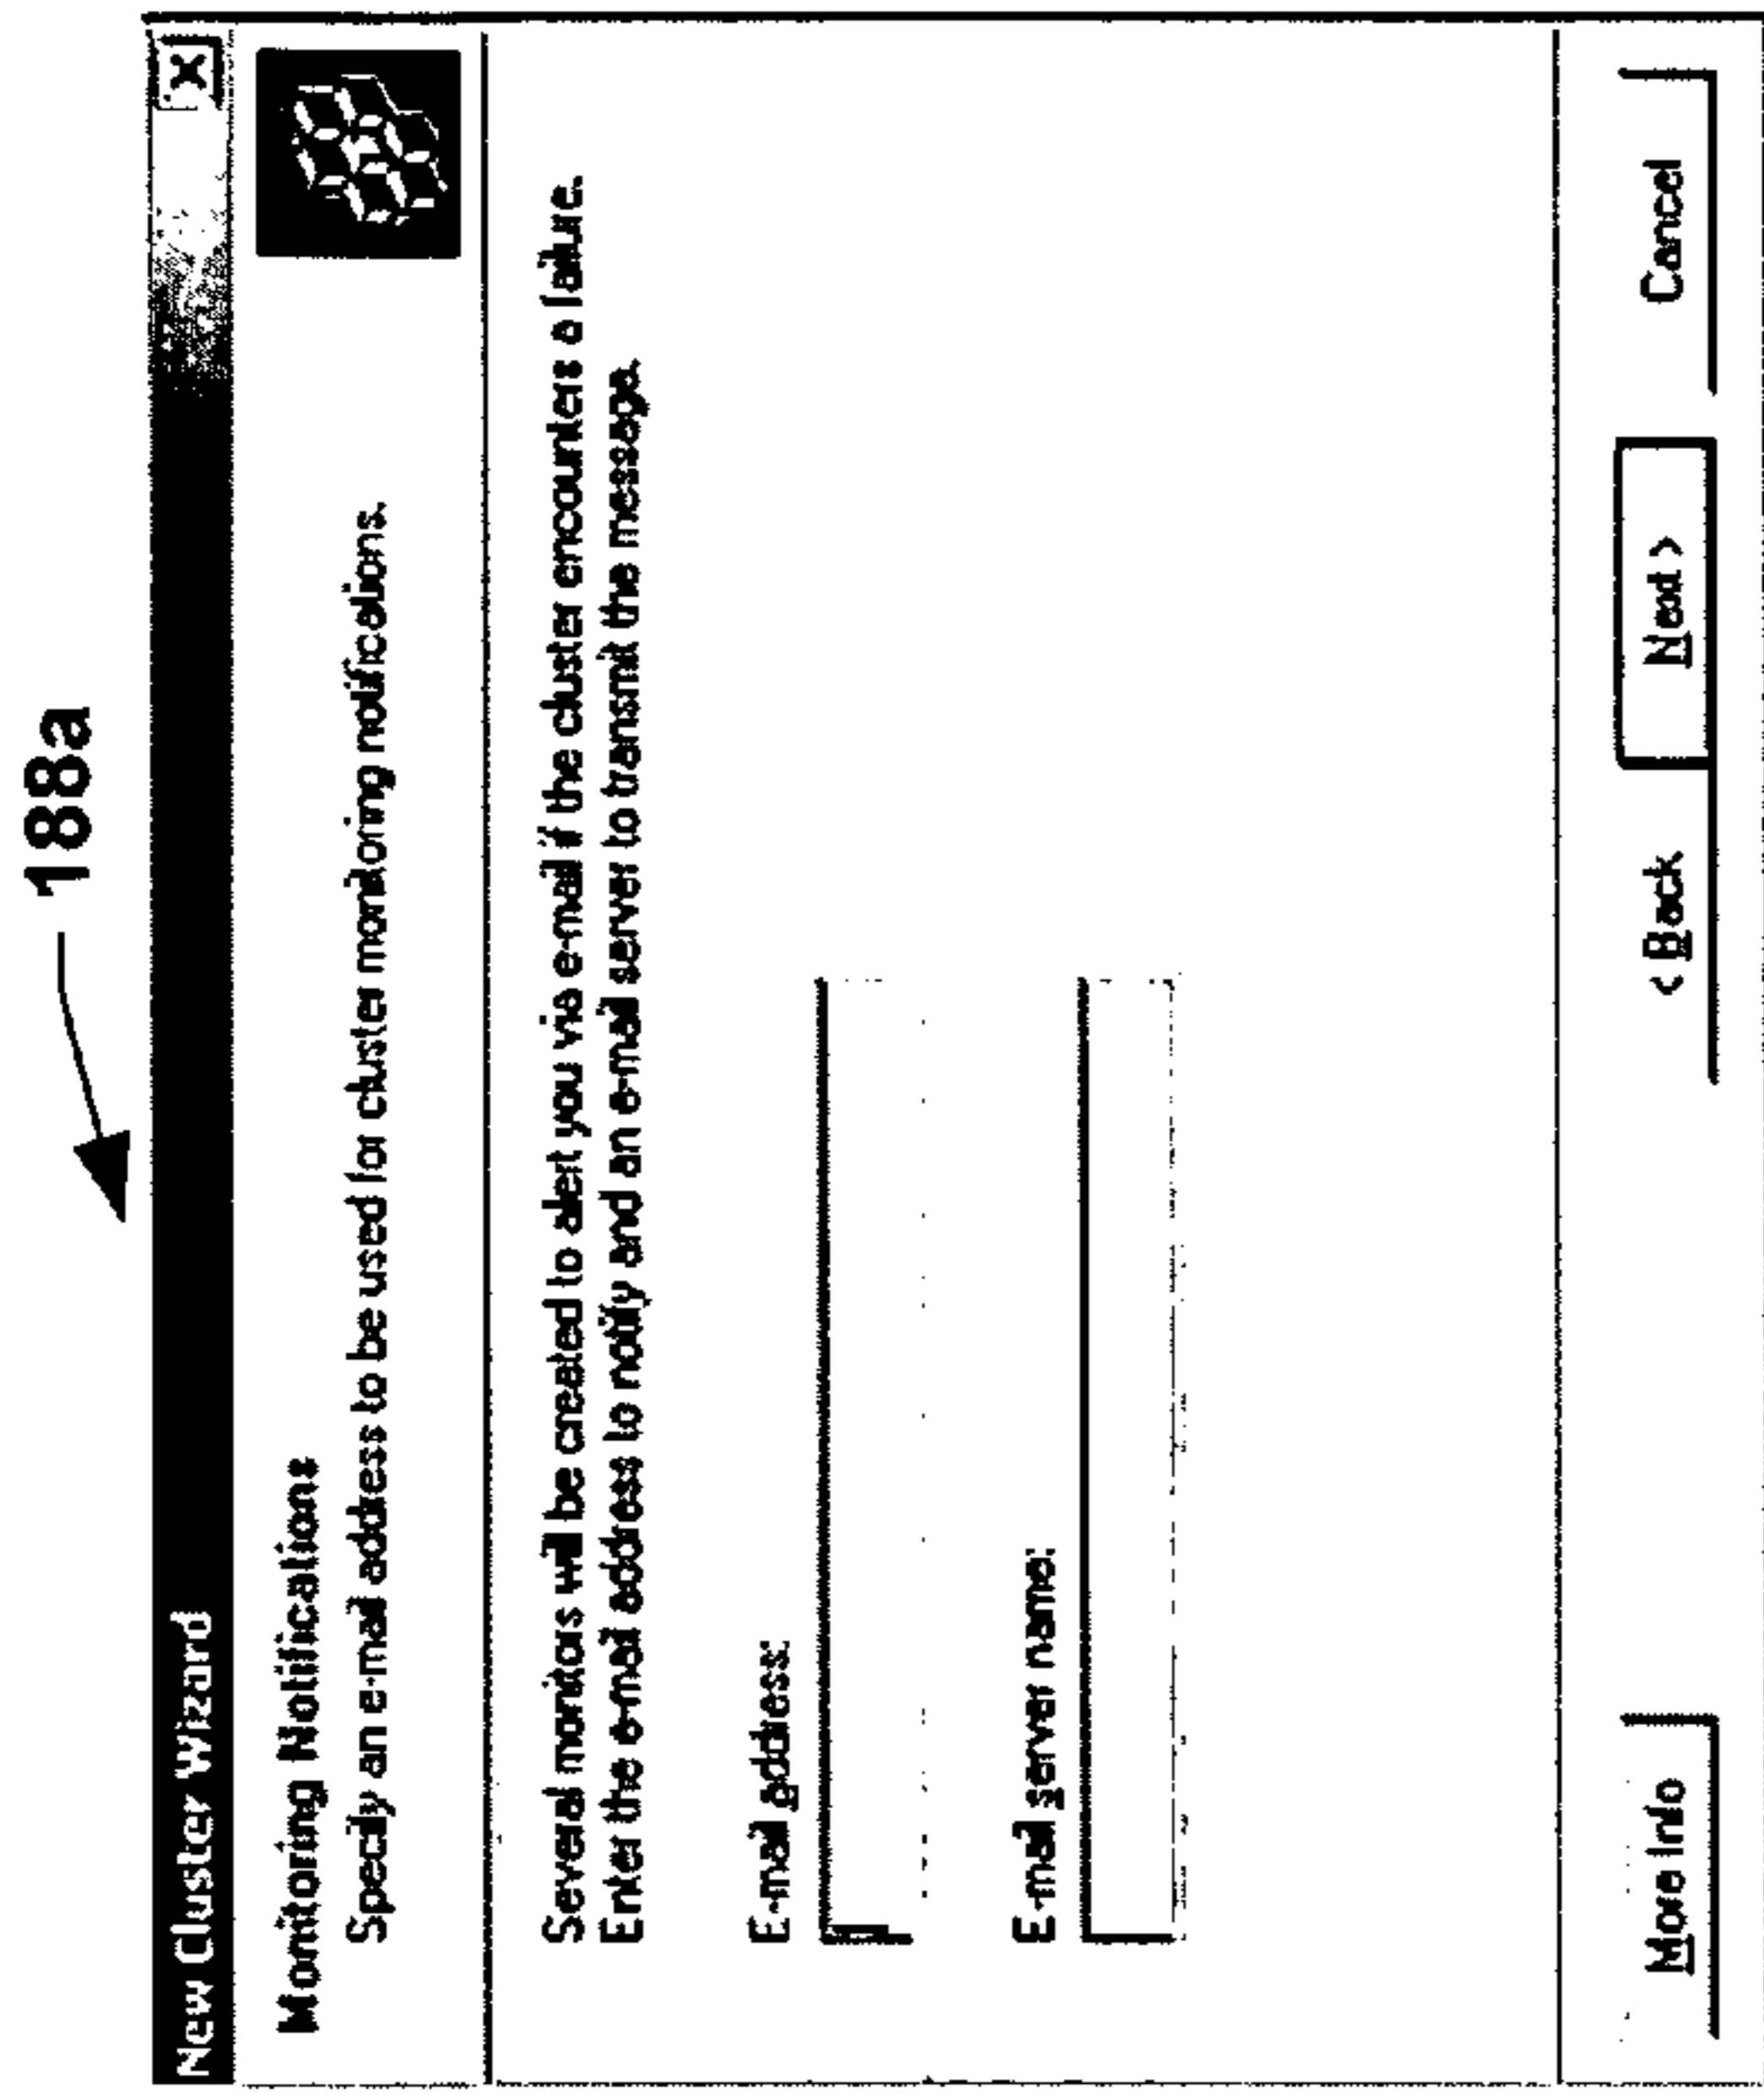 188a
New Cluster Wizard
Monitoring Notifications
Specify an e-mail address to be used for cluster monitoring notifications.
Several monitors will be created to alert you via e-mail if the cluster encounters a failure.
Enter the e-mail address to notify and an e-mail server to transmit the message.
E-mail address:
E-mail server name:
More Info
< Back
Next >
Cancel